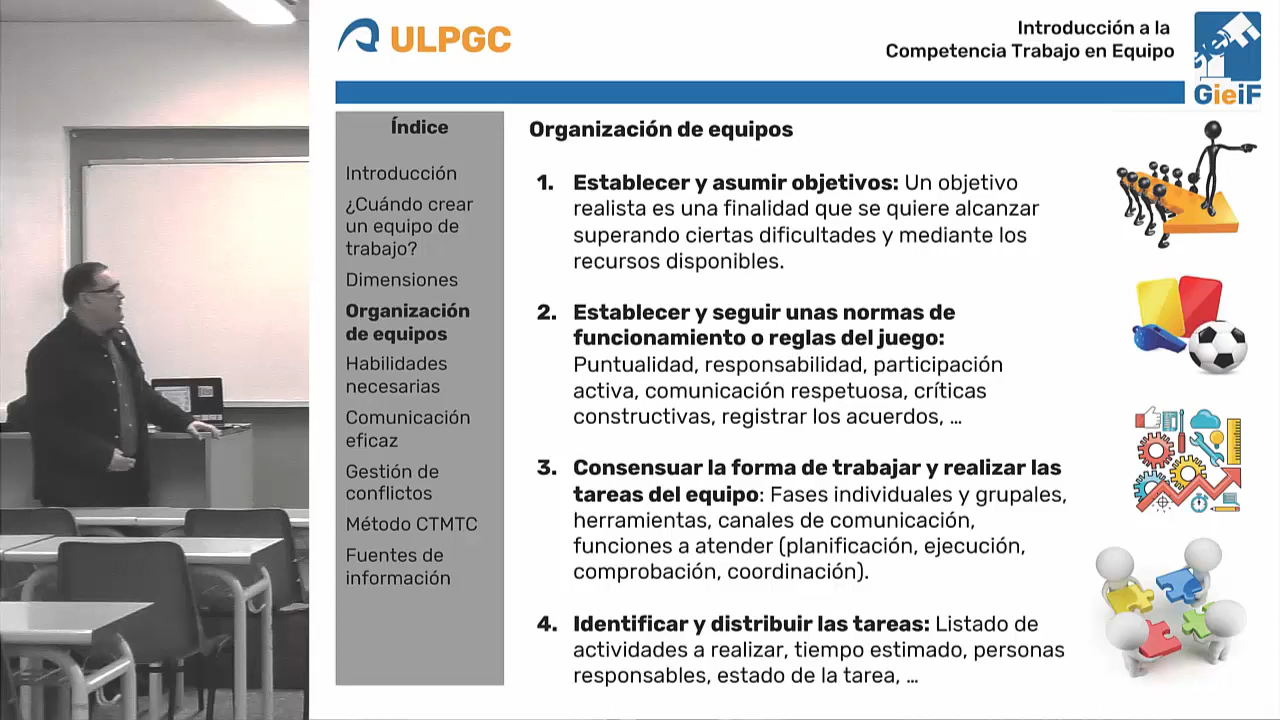 ULPGC
Introducción a la
Competencia Trabajo en Equipo
GieiF
Índice
Introducción
¿Cuándo crear
un equipo de
trabajo?
Dimensiones
Organización
de equipos
Habilidades
necesarias
Comunicación
eficaz
Gestión de
conflictos
Método CTMTC
Fuentes de
información
Organización de equipos
1. Establecer y asumir objetivos: Un objetivo
realista es una finalidad que se quiere alcanzar
superando ciertas dificultades y mediante los
recursos disponibles.
2. Establecer y seguir unas normas de
funcionamiento o reglas del juego:
Puntualidad, responsabilidad, participación
activa, comunicación respetuosa, críticas
constructivas, registrar los acuerdos, ...
3. Consensuar la forma de trabajar y realizar las
tareas del equipo: Fases individuales y grupales,
herramientas, canales de comunicación,
funciones a atender (planificación, ejecución,
comprobación, coordinación).
4. Identificar y distribuir las tareas: Listado de
actividades a realizar, tiempo estimado, personas
responsables, estado de la tarea, ...